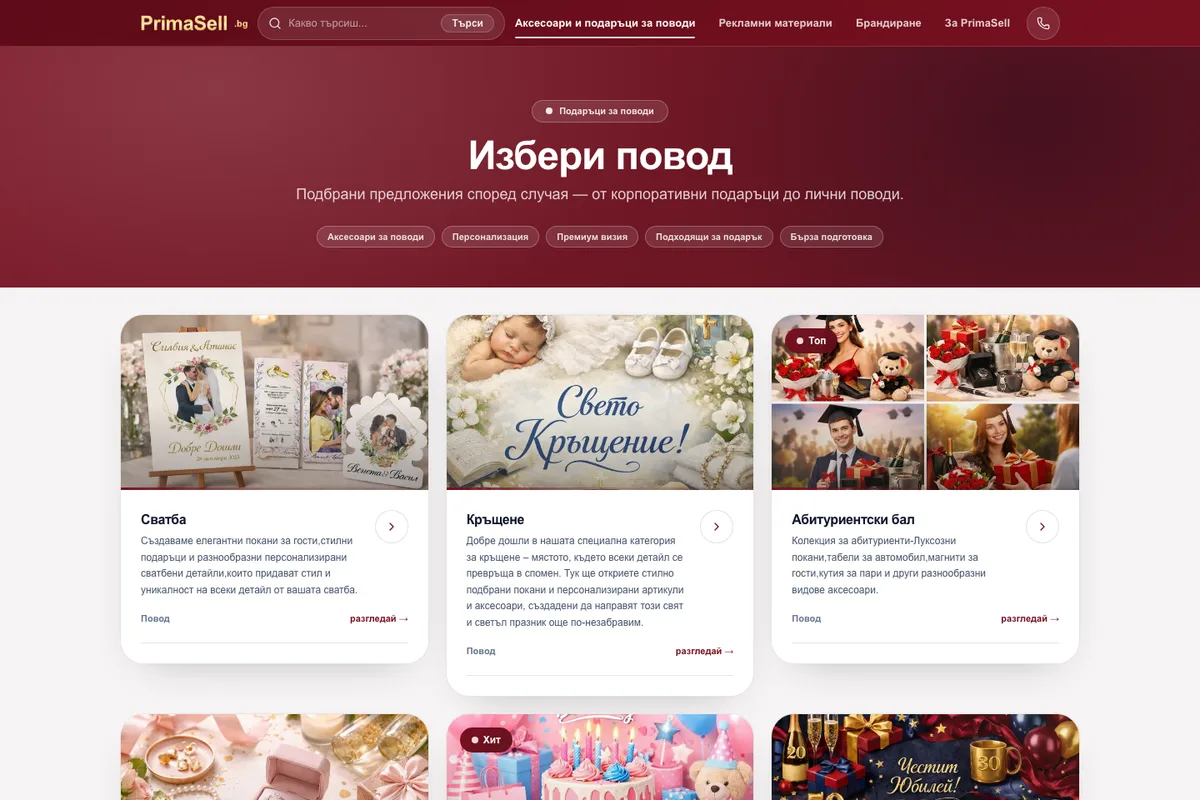 PrimaSell .bg
Какво търсиш...
Търси
Аксесоари и подаръци за поводи
Рекламни материали
Брандиране
За PrimaSell
Подаръци за поводи
Избери повод
Подбрани предложения според случая — от корпоративни подаръци до лични поводи.
Аксесоари за поводи
Персонализация
Премиум визия
Подходящи за подарък
Бърза подготовка
Силвия & Атанас
Добре Дошли
Венета & Васил
Свето
Кръщение!
Топ
Сватба
Създаваме елегантни покани за гости,стилни
подаръци и разнообразни персонализирани
сватбени детайли,които придават стил и
уникалност на всеки детайл от вашата сватба.
Повод
разгледай →
Кръщене
Добре дошли в нашата специална категория
за кръщене – мястото, където всеки детайл се
превръща в спомен. Тук ще откриете стилно
подбрани покани и персонализирани артикули
и аксесоари, създадени да направят този свят
и светъл празник още по-незабравим.
Повод
разгледай →
Абитуриентски бал
Колекция за абитуриенти-Луксозни
покани,табели за автомобил,магнити за
гости,кутия за пари и други разнообразни
видове аксесоари.
Повод
разгледай →
Хит
20
30
Честит
Юбилей!